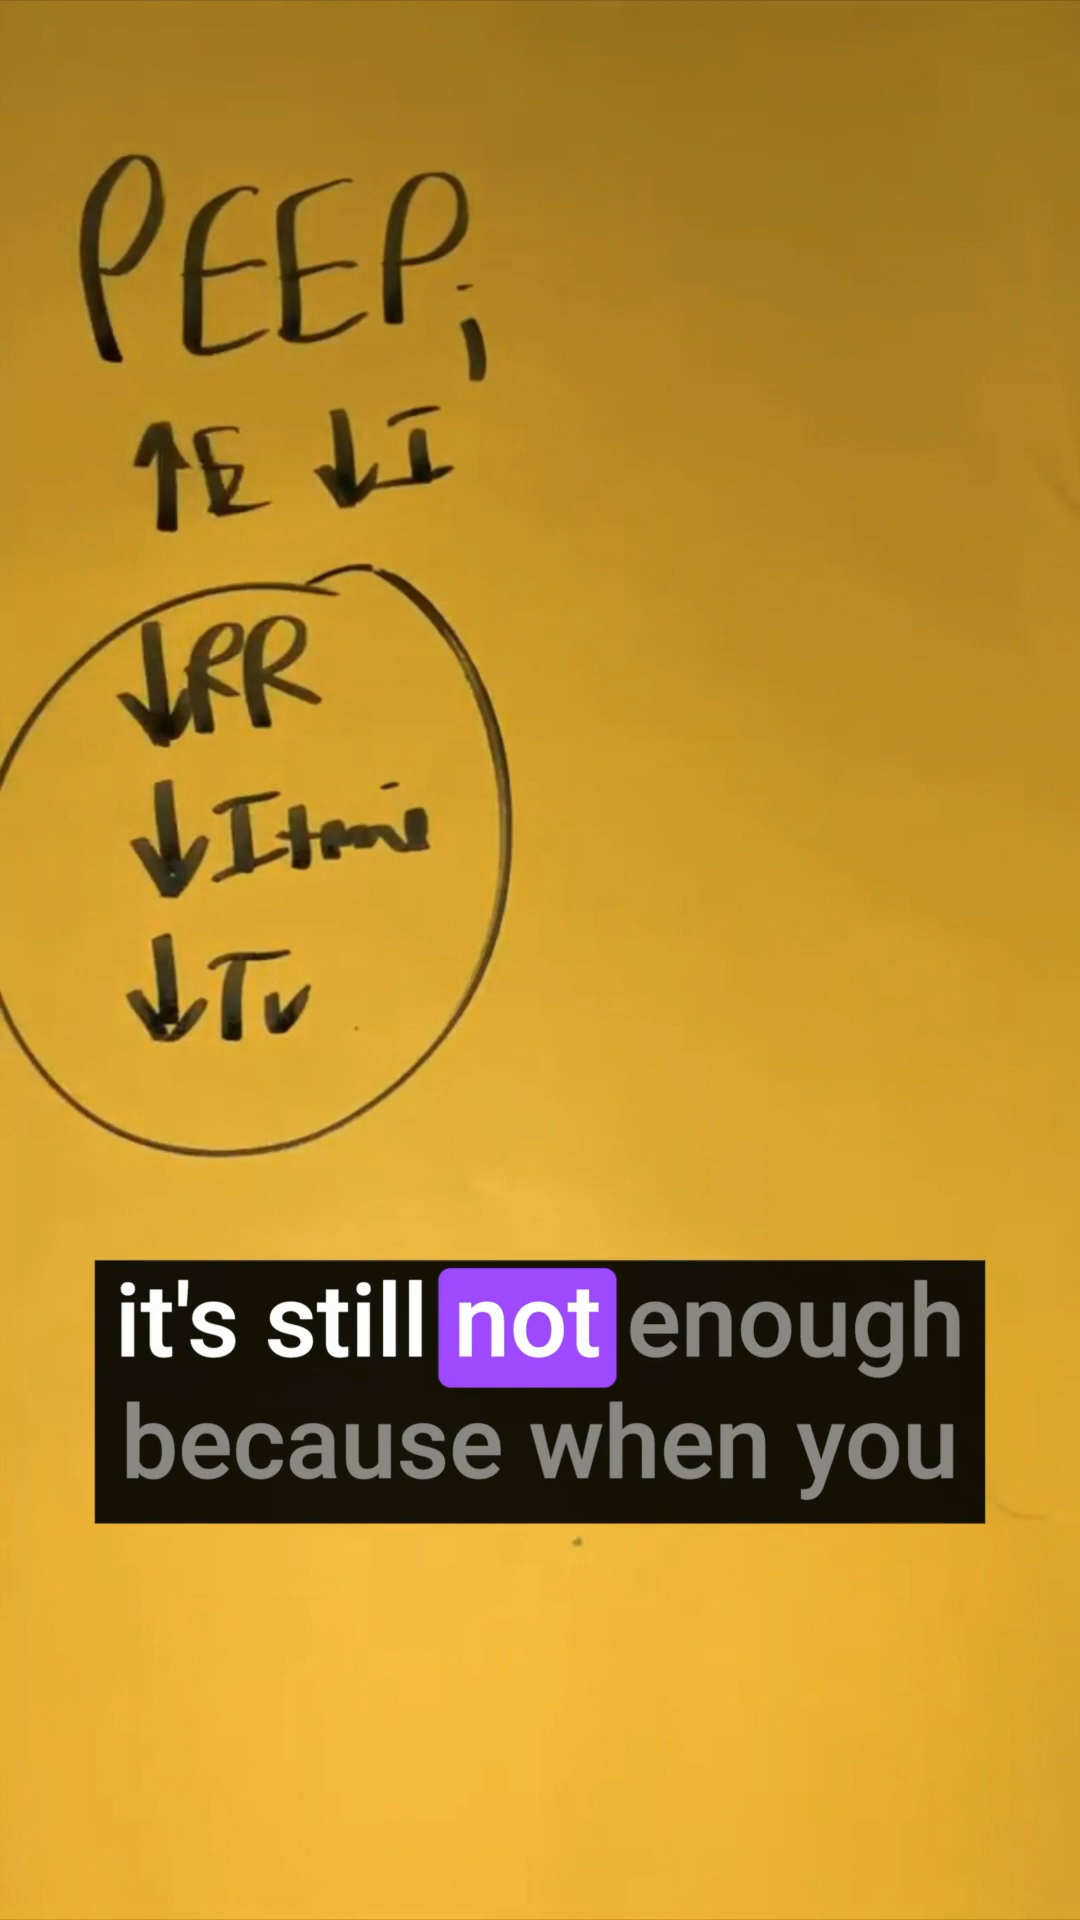 PEEPi
↑E ↓I
↓RR
↓Itime
↓Tv
it's still not enough
because when you